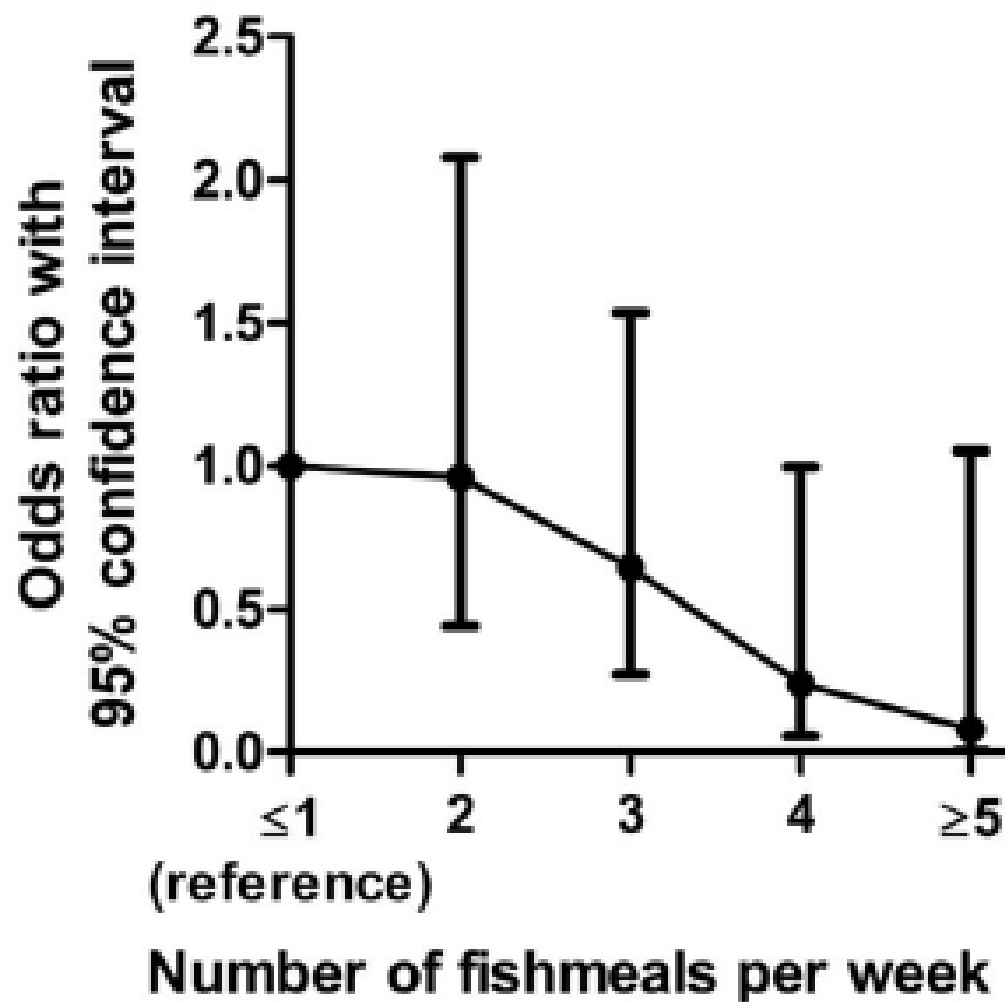 Odds ratio with
95% confidence interval
2.5
2.0
1.5
1.0
0.5
0.0
≤1
2
3
4
≥5
(reference)
Number of fishmeals per week